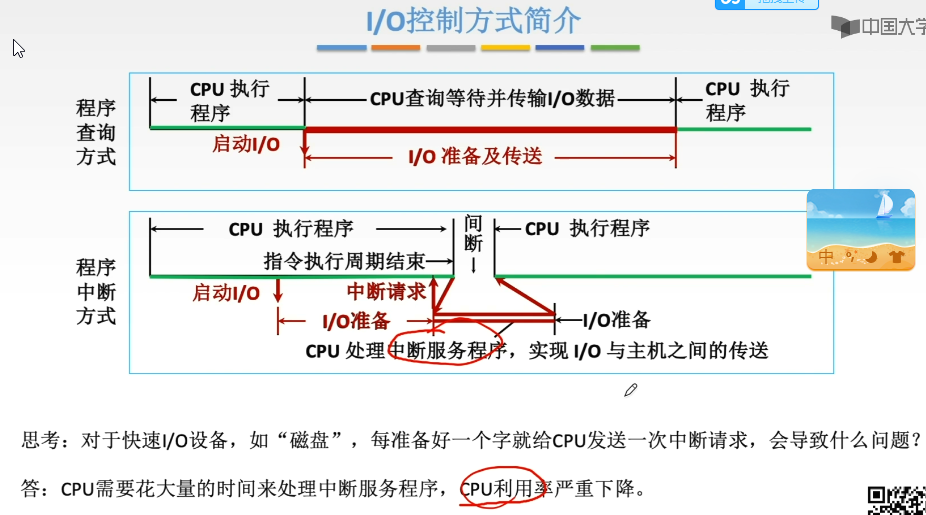 I/O控制方式简介
中国大学
程序
查询
方式
CPU 执行
程序
CPU查询等待并传输I/O数据
CPU 执行
程序
启动I/O
I/O 准备及传送
程序
中断
方式
CPU 执行程序
间
断
CPU 执行程序
指令执行周期结束
启动I/O
中断请求
I/O准备
I/O准备
CPU 处理中断服务程序，实现 I/O 与主机之间的传送
中
思考：对于快速I/O设备，如“磁盘”，每准备好一个字就给CPU发送一次中断请求，会导致什么问题？
答：CPU需要花大量的时间来处理中断服务程序，CPU利用率严重下降。